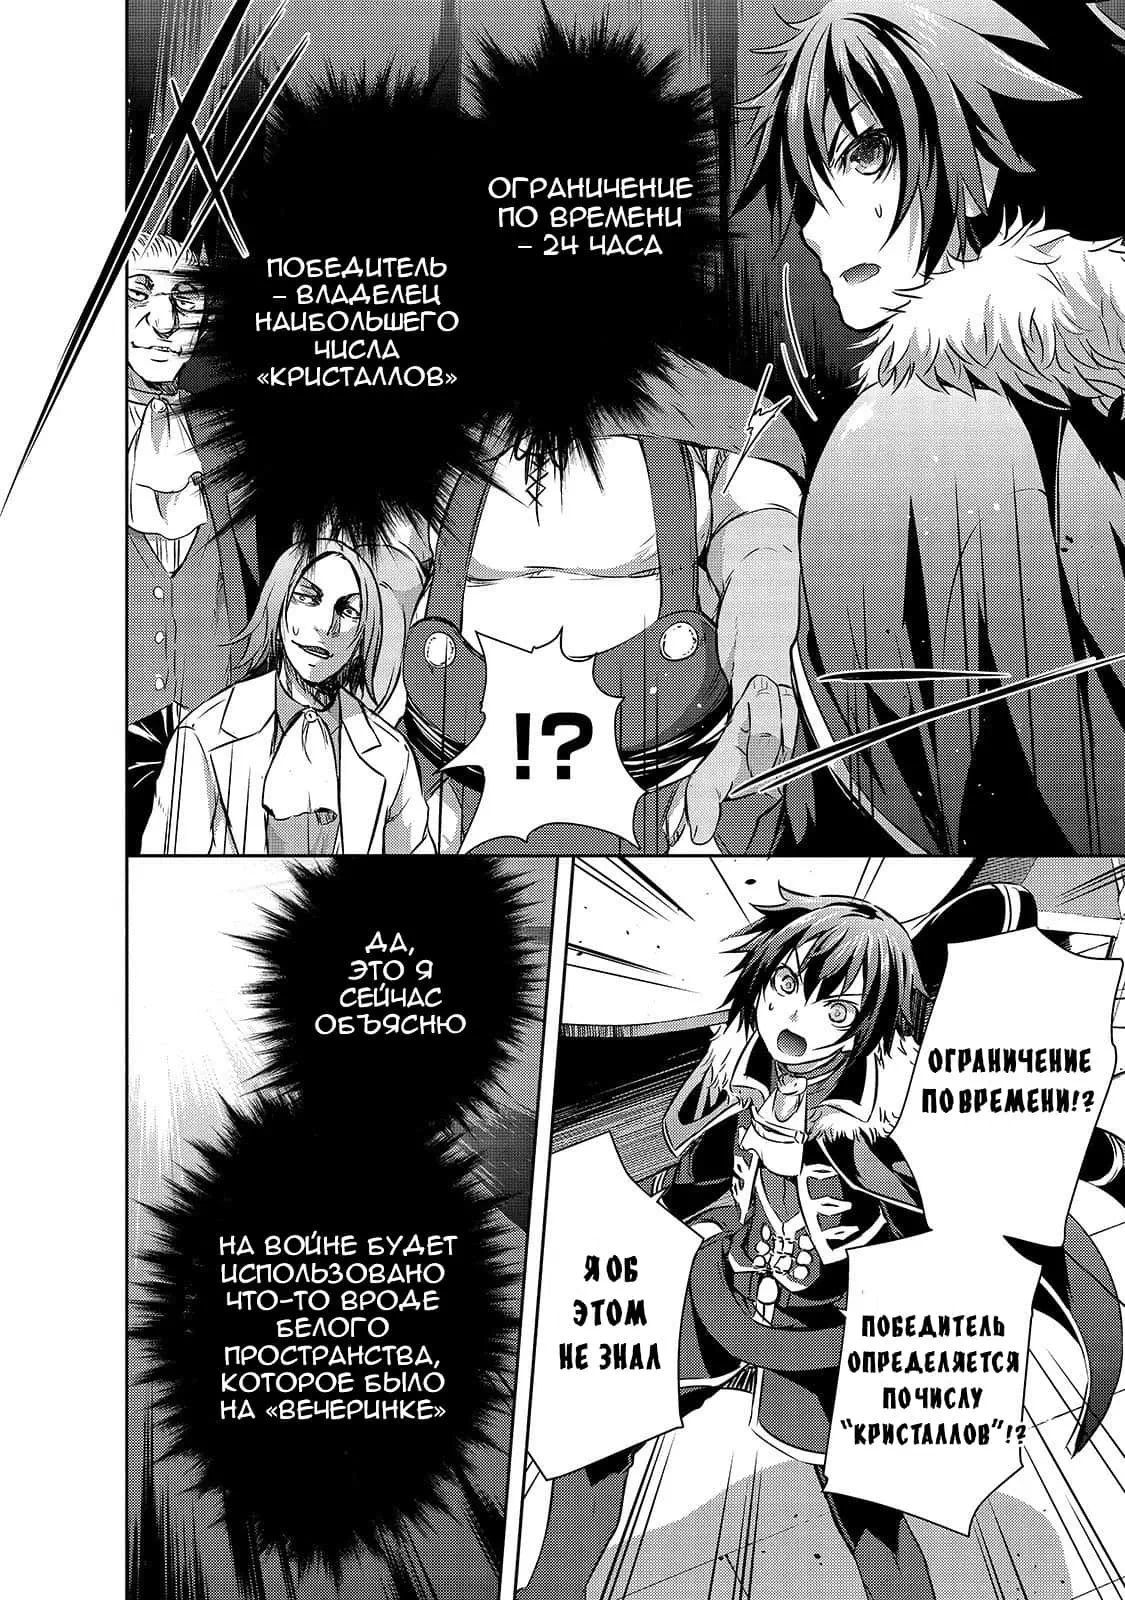 ОГРАНИЧЕНИЕ
ПО ВРЕМЕНИ
– 24 ЧАСА
ПОБЕДИТЕЛЬ
– ВЛАДЕЛЕЦ
НАИБОЛЬШЕГО
ЧИСЛА
«КРИСТАЛЛОВ»
!?
ОГРАНИЧЕНИЕ
ПО ВРЕМЕНИ!?
ПОБЕДИТЕЛЬ
ОПРЕДЕЛЯЕТСЯ
ПО ЧИСЛУ
“КРИСТАЛЛОВ”!?
Я ОБ
ЭТОМ
НЕ ЗНАЛ
ДА,
ЭТО Я
СЕЙЧАС
ОБЪЯСНЮ
НА ВОЙНЕ БУДЕТ
ИСПОЛЬЗОВАНО
ЧТО-ТО ВРОДЕ
БЕЛОГО
ПРОСТРАНСТВА,
КОТОРОЕ БЫЛО
НА «ВЕЧЕРИНКЕ»